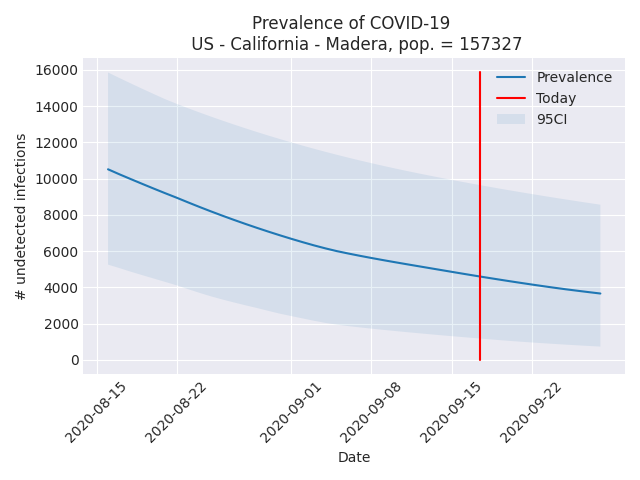 Prevalence of COVID-19
US - California - Madera, pop. = 157327
# undetected infections
16000
14000
12000
10000
8000
6000
4000
2000
0
Prevalence
Today
95CI
2020-08-15
2020-08-22
2020-09-01
2020-09-08
2020-09-15
2020-09-22
Date